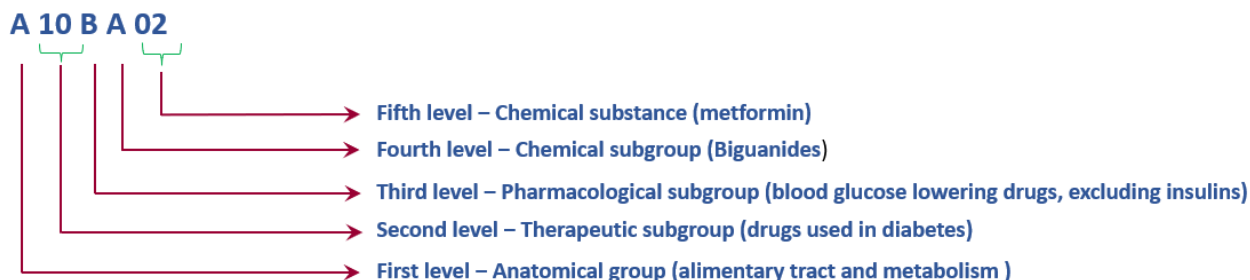 A 10 B A 02
Fifth level – Chemical substance (metformin)
Fourth level – Chemical subgroup (Biguanides)
Third level – Pharmacological subgroup (blood glucose lowering drugs, excluding insulins)
Second level – Therapeutic subgroup (drugs used in diabetes)
First level – Anatomical group (alimentary tract and metabolism )